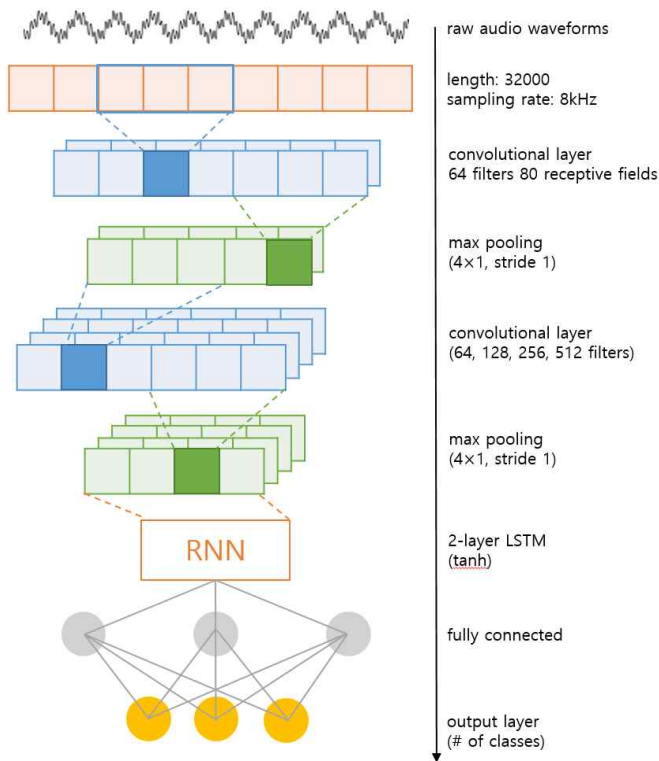 raw audio waveforms
length: 32000
sampling rate: 8kHz
convolutional layer
64 filters 80 receptive fields
max pooling
(4×1, stride 1)
convolutional layer
(64, 128, 256, 512 filters)
max pooling
(4×1, stride 1)
RNN
2-layer LSTM
(tanh)
fully connected
output layer
(# of classes)